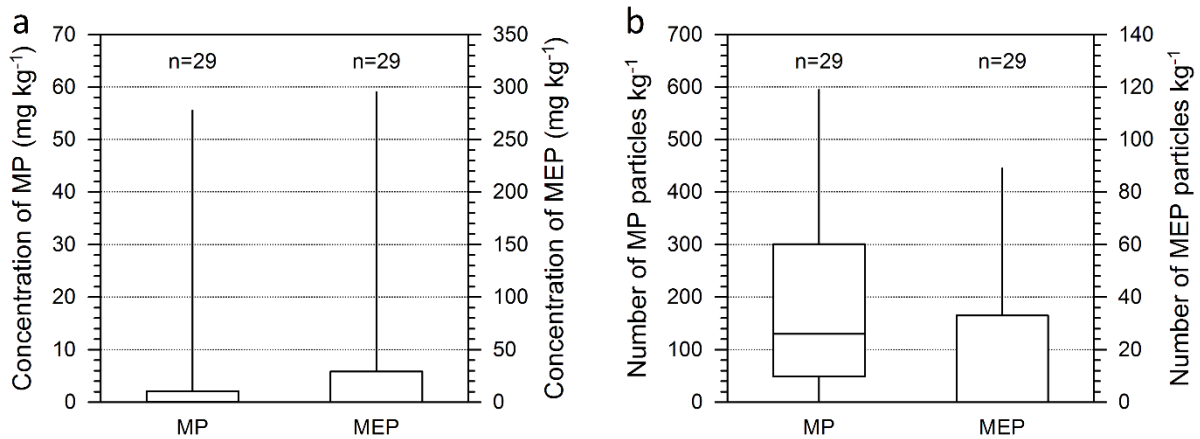 a
Concentration of MP (mg kg⁻¹)
70
60
50
40
30
20
10
0
n=29
n=29
MP
MEP
350
300
250
200
150
100
50
0
Concentration of MEP (mg kg⁻¹)
b
Number of MP particles kg⁻¹
700
600
500
400
300
200
100
0
n=29
n=29
MP
MEP
140
120
100
80
60
40
20
0
Number of MEP particles kg⁻¹